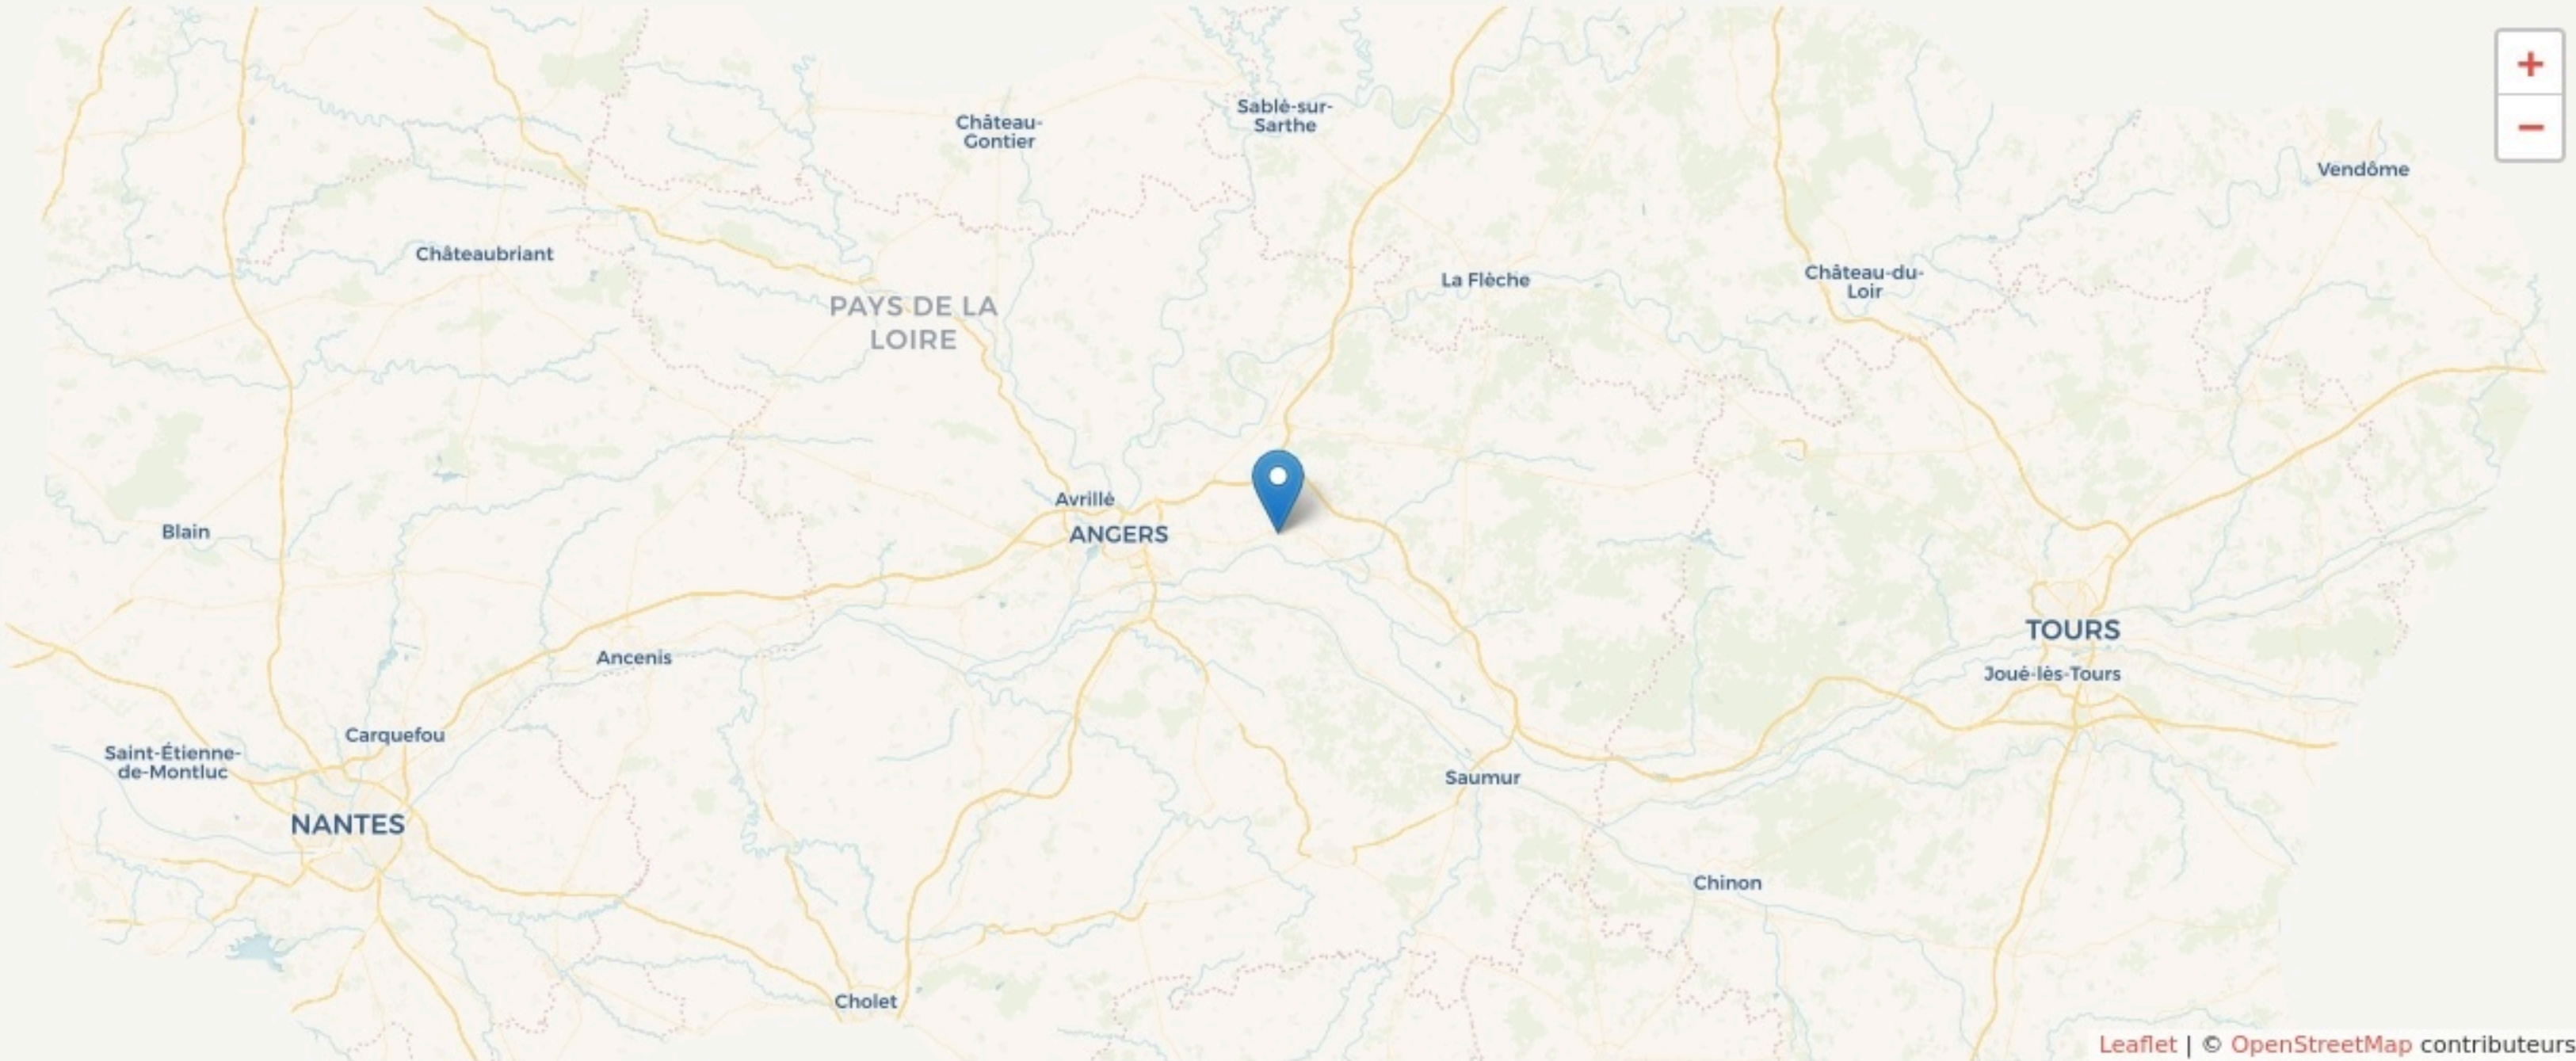 +
−
Sablé-sur-
Sarthe
Château-
Gontier
Vendôme
Châteaubriant
La Flèche
Château-du-
Loir
PAYS DE LA
LOIRE
Avrillé
ANGERS
Blain
TOURS
Ancenis
Joué-lès-Tours
Carquefou
Saint-Étienne-
de-Montluc
Saumur
NANTES
Chinon
Cholet
Leaflet | © OpenStreetMap contributeurs